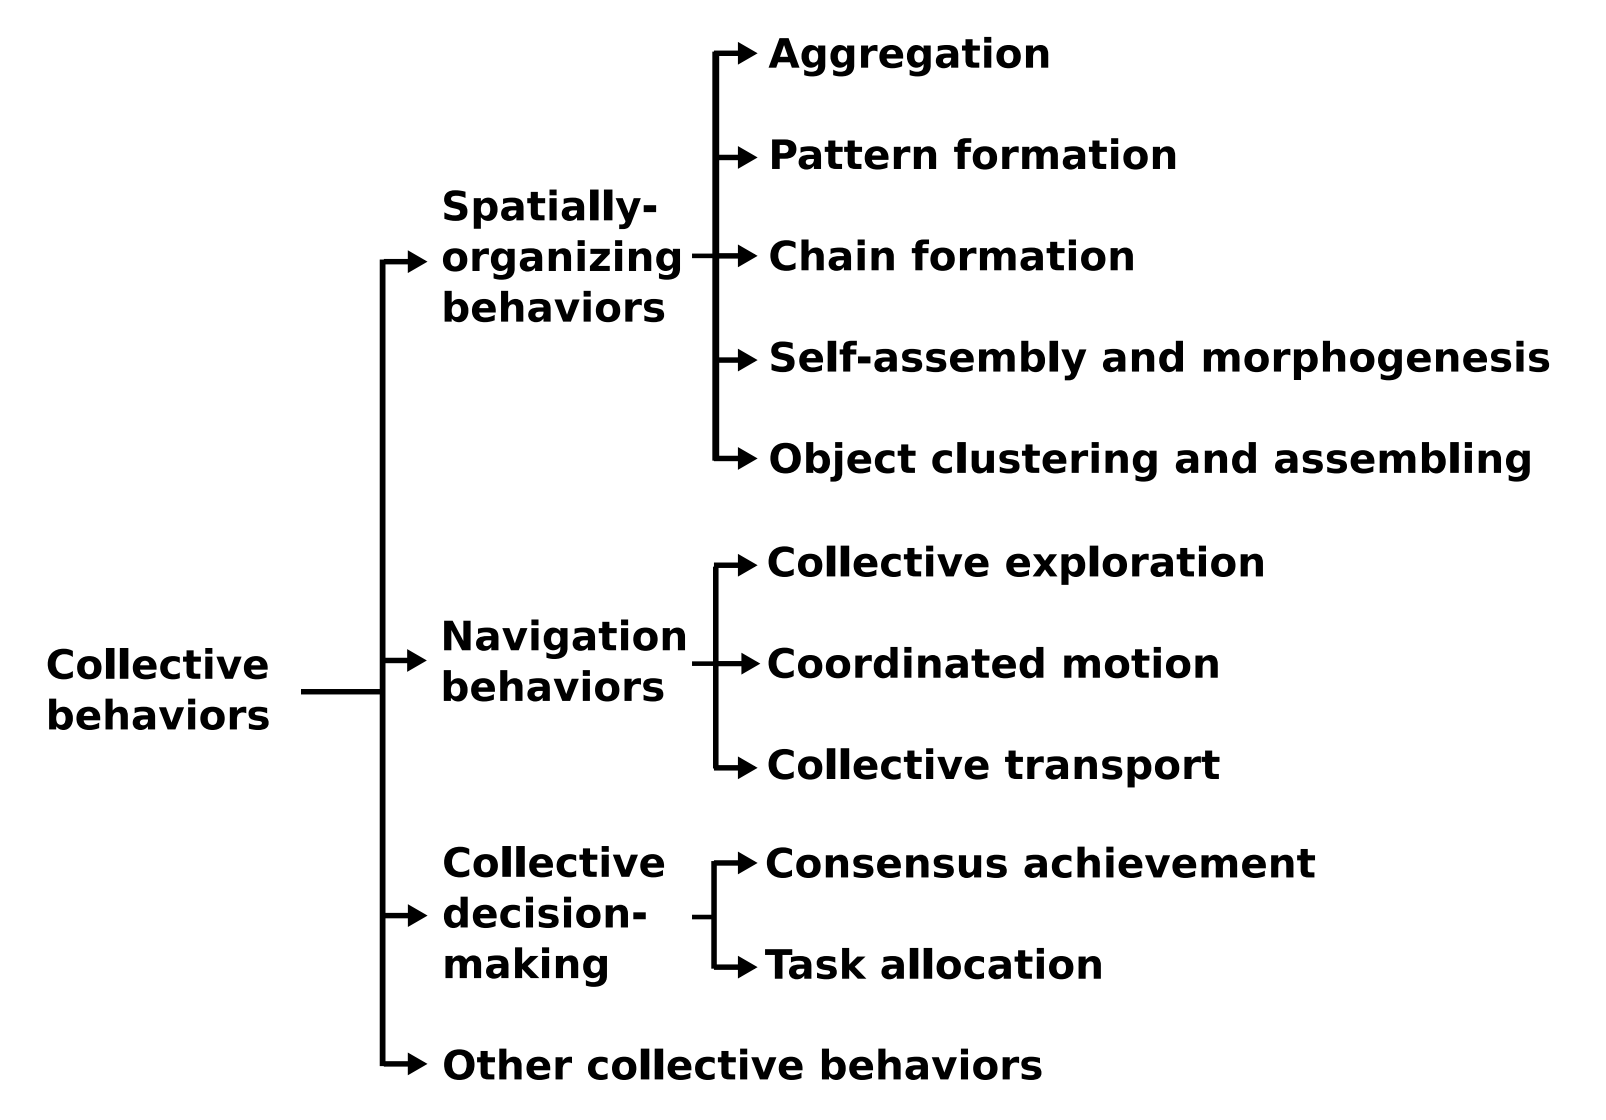 Collective
behaviors
Spatially-
organizing
behaviors
Aggregation
Pattern formation
Chain formation
Self-assembly and morphogenesis
Object clustering and assembling
Navigation
behaviors
Collective exploration
Coordinated motion
Collective transport
Collective
decision-
making
Consensus achievement
Task allocation
Other collective behaviors